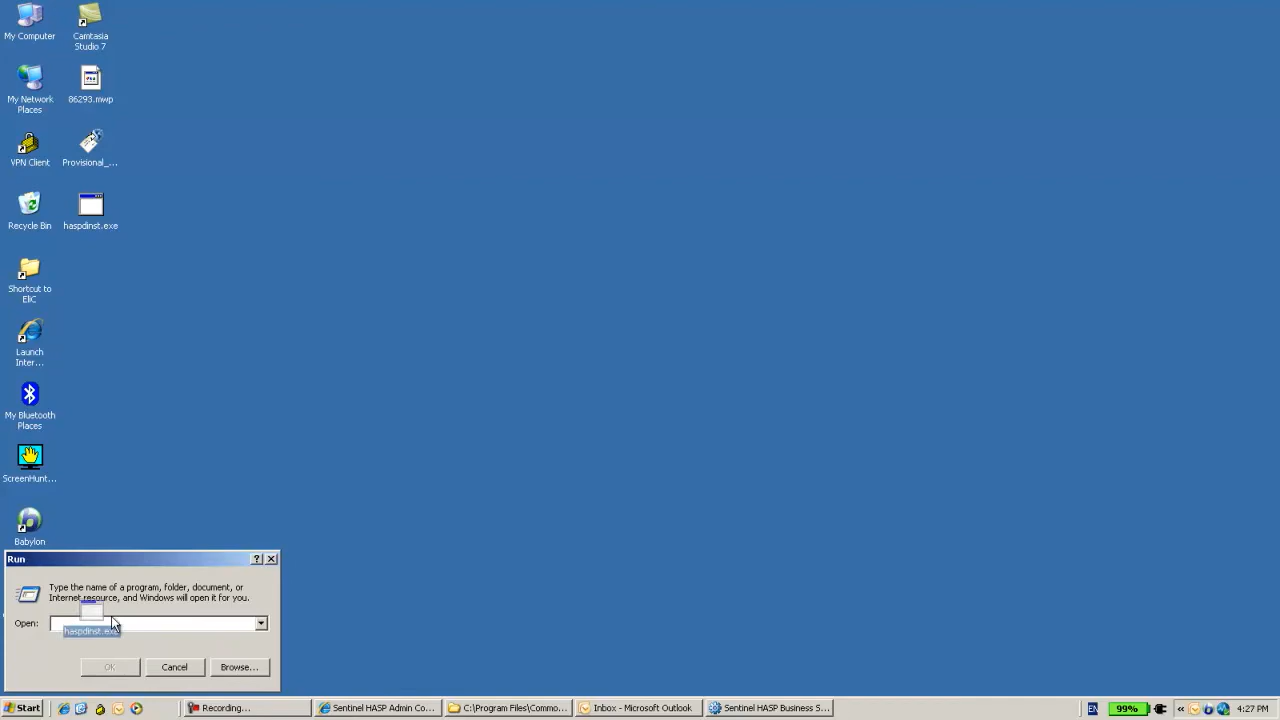 My Computer
Camtasia
Studio 7
My Network
Places
86293.mwp
VPN Client
Provisional_...
Recycle Bin
haspdinst.exe
Shortcut to
EliC
Launch
Inter...
My Bluetooth
Places
ScreenHunt...
Babylon
Run
Type the name of a program, folder, document, or
Internet resource, and Windows will open it for you.
Open:
haspdinst.exe
OK
Cancel
Browse...
Start
Recording...
Sentinel HASP Admin Co...
C:\Program Files\Commo...
Inbox - Microsoft Outlook
Sentinel HASP Business S...
EN
99%
4:27 PM